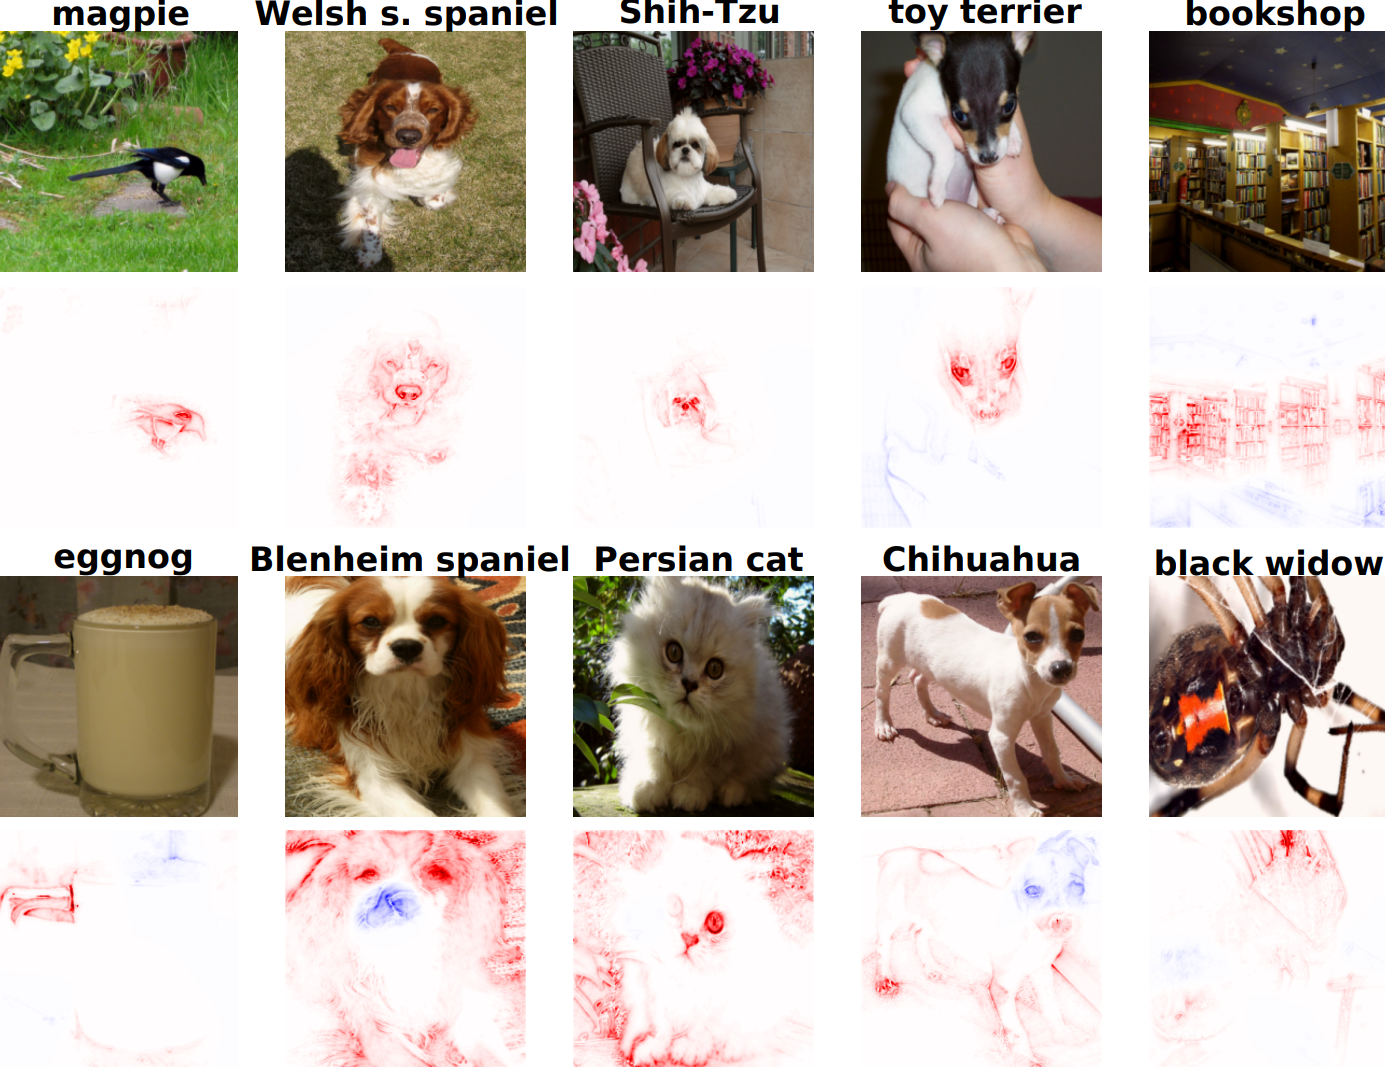 magpie
Welsh s. spaniel
Shih-Tzu
toy terrier
bookshop
eggnog
Blenheim spaniel
Persian cat
Chihuahua
black widow